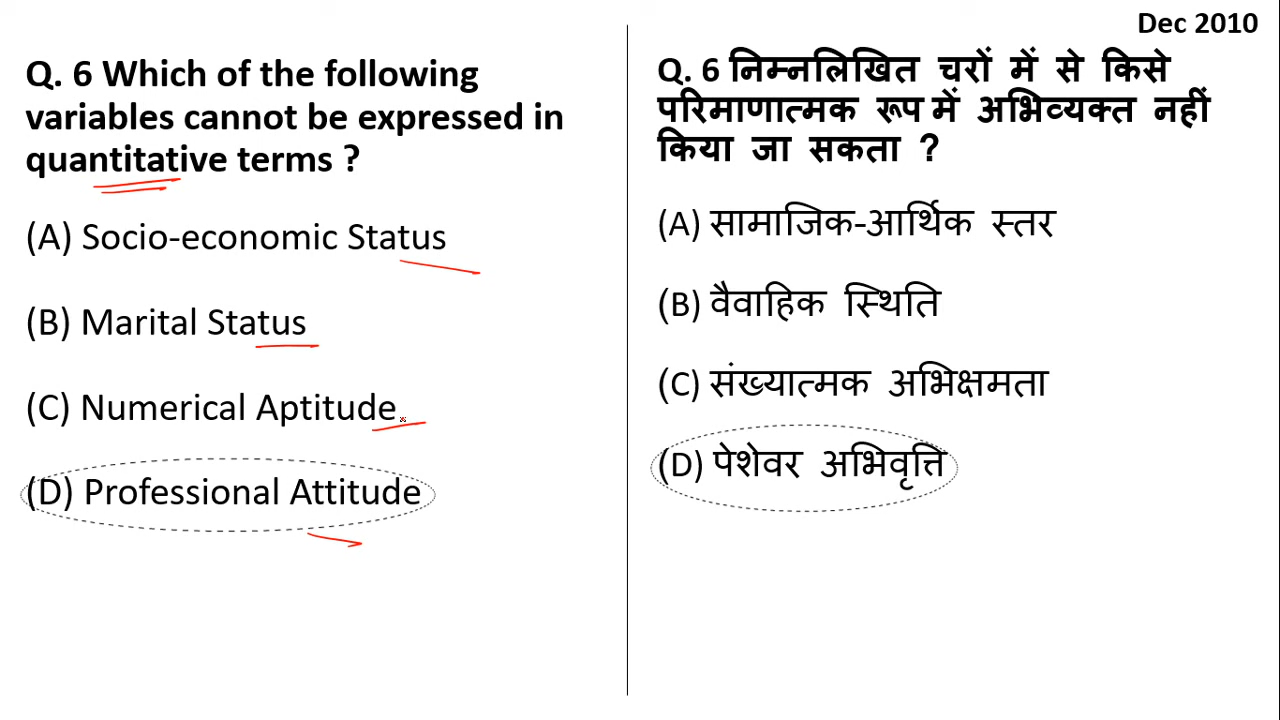 Dec 2010
Q. 6 Which of the following
variables cannot be expressed in
quantitative terms ?
(A) Socio-economic Status
(B) Marital Status
(C) Numerical Aptitude
(D) Professional Attitude
Q. 6 निम्नलिखित चरों में से किसे
परिमाणात्मक रूप में अभिव्यक्त नहीं
किया जा सकता ?
(A) सामाजिक-आर्थिक स्तर
(B) वैवाहिक स्थिति
(C) संख्यात्मक अभिक्षमता
(D) पेशेवर अभिवृत्ति